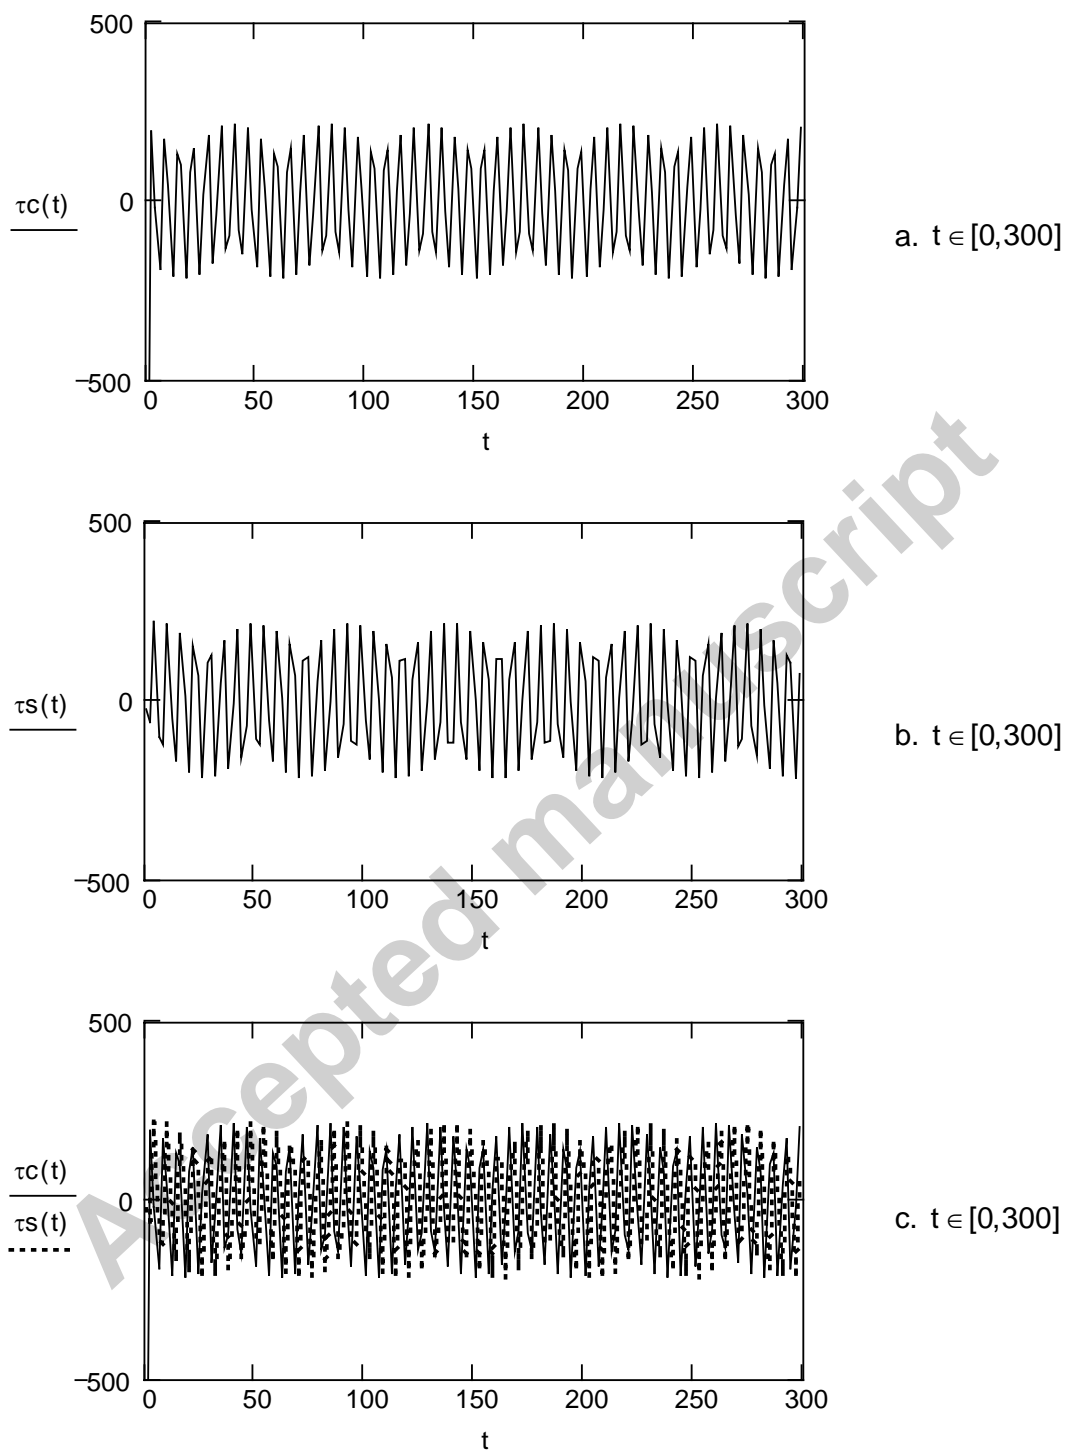 500
τc(t)
0
a. t ∈ [0,300]
−500
0 50 100 150 200 250 300
t
500
τs(t)
0
b. t ∈ [0,300]
−500
0 50 100 150 200 250 300
t
500
τc(t)
0
τs(t)
c. t ∈ [0,300]
−500
0 50 100 150 200 250 300
t
Accepted manuscript